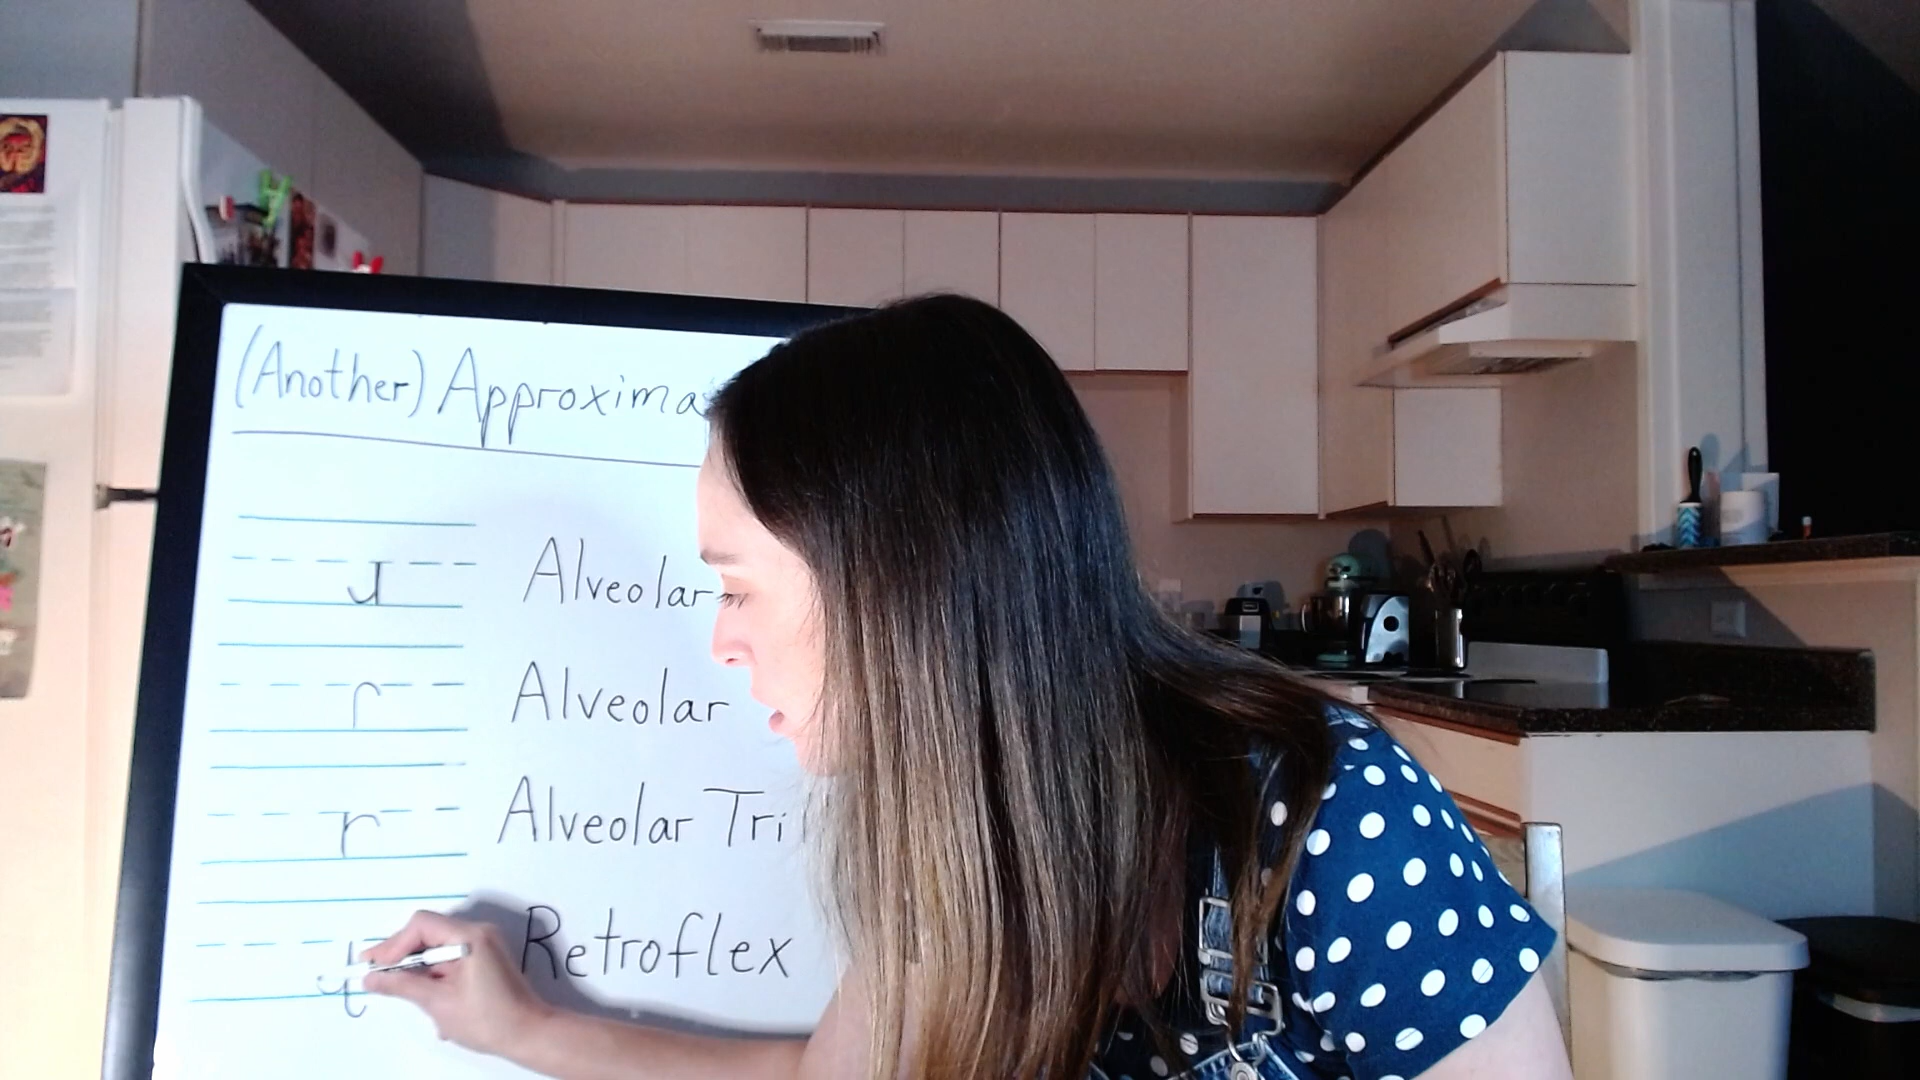 (Another) Approxima
ɹ Alveolar
ɾ Alveolar
r Alveolar Tri
ɻ Retroflex